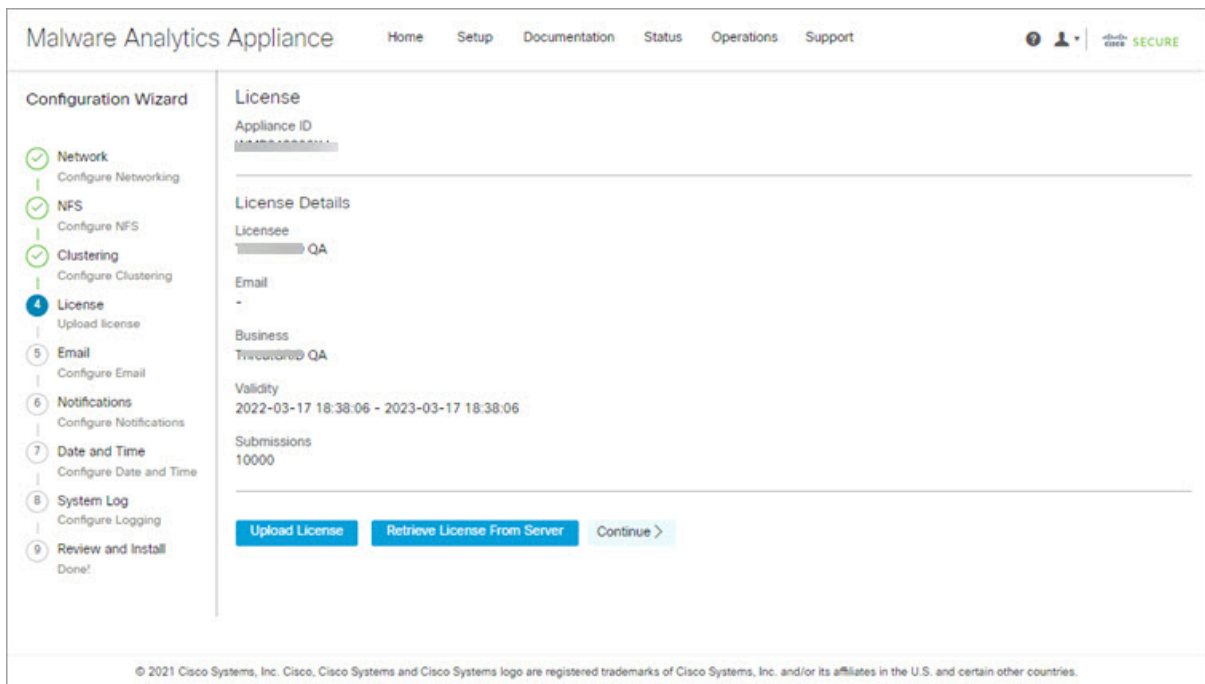 Malware Analytics Appliance
Home Setup Documentation Status Operations Support
cisco SECURE
Configuration Wizard
Network
Configure Networking
NFS
Configure NFS
Clustering
Configure Clustering
4 License
Upload license
5 Email
Configure Email
6 Notifications
Configure Notifications
7 Date and Time
Configure Date and Time
8 System Log
Configure Logging
9 Review and Install
Done!
License
Appliance ID
License Details
Licensee
QA
Email
-
Business
QA
Validity
2022-03-17 18:38:06 - 2023-03-17 18:38:06
Submissions
10000
Upload License Retrieve License From Server Continue >
© 2021 Cisco Systems, Inc. Cisco, Cisco Systems and Cisco Systems logo are registered trademarks of Cisco Systems, Inc. and/or its affiliates in the U.S. and certain other countries.